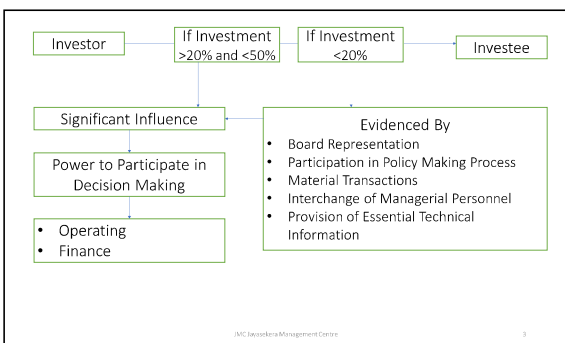 Investor
If Investment
>20% and <50%
If Investment
<20%
Investee
Significant Influence
Power to Participate in
Decision Making
• Operating
• Finance
Evidenced By
• Board Representation
• Participation in Policy Making Process
• Material Transactions
• Interchange of Managerial Personnel
• Provision of Essential Technical
Information
JMC Jayasekera Management Centre
3